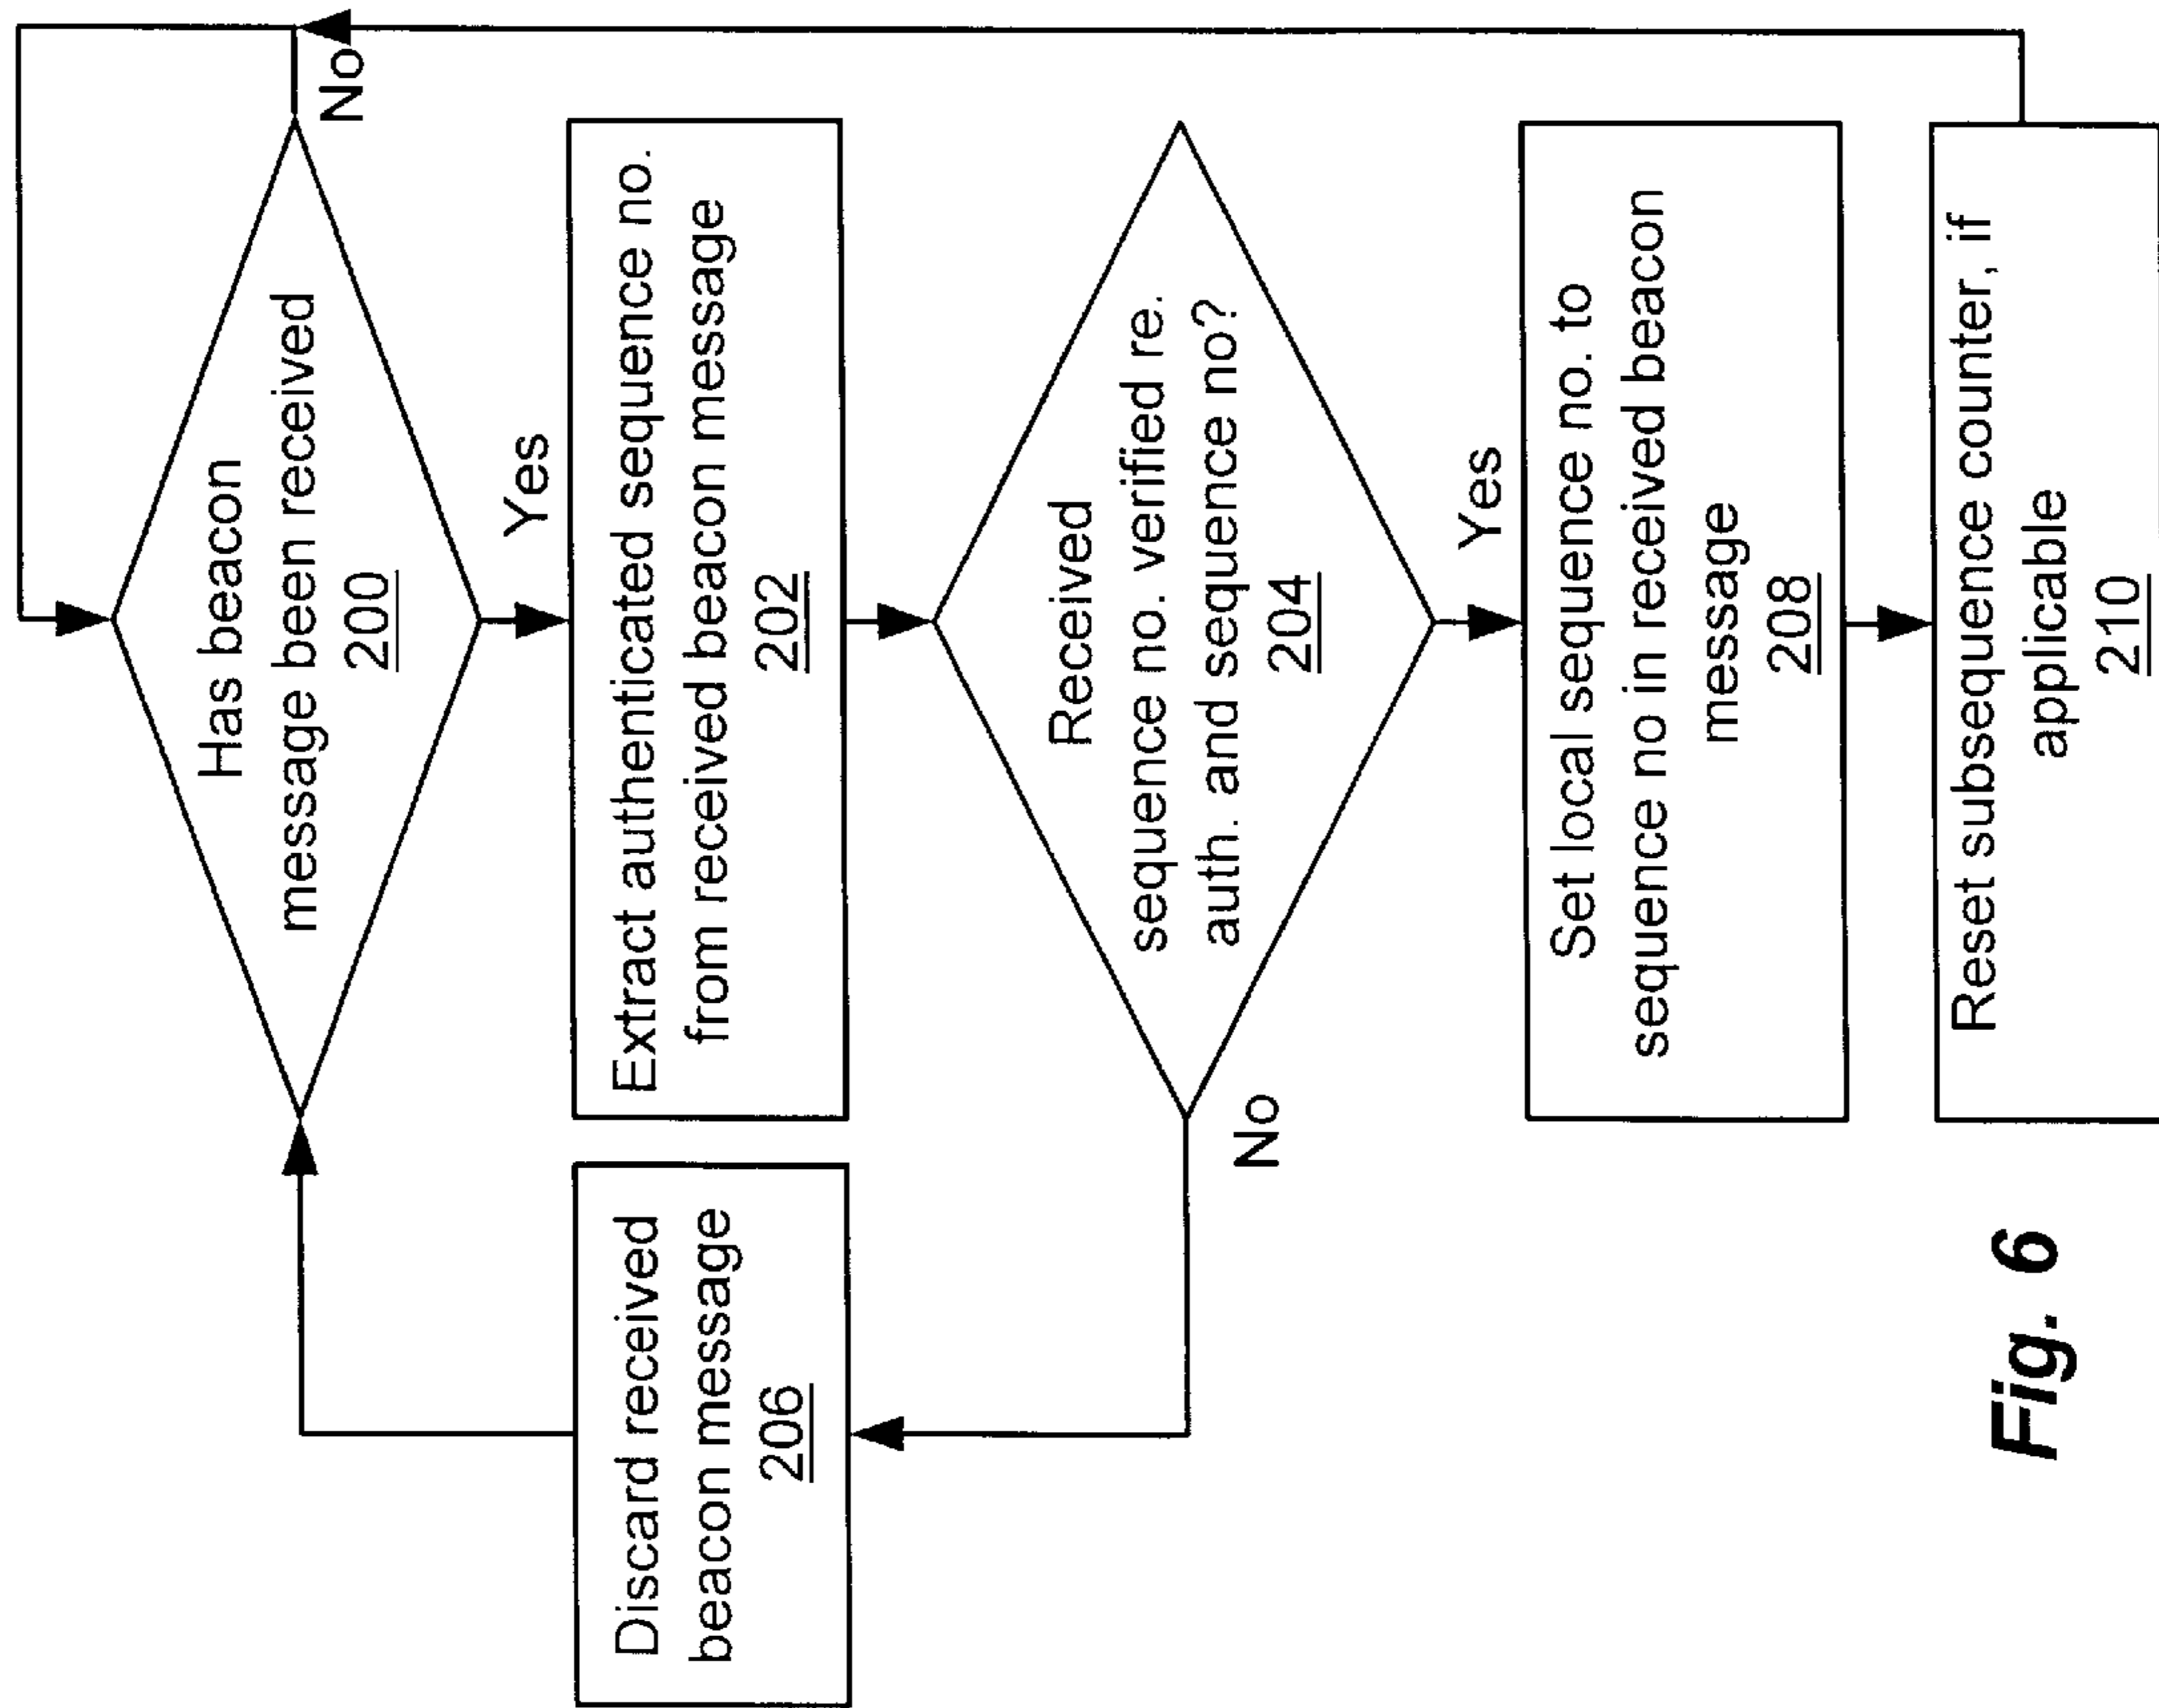 Has beacon
message been received
200
No
Yes
Extract authenticated sequence no.
from received beacon message
202
Received
sequence no. verified re.
auth. and sequence no?
204
No
Discard received
beacon message
206
Yes
Set local sequence no. to
sequence no in received beacon
message
208
Reset subsequence counter, if
applicable
210
Fig. 6